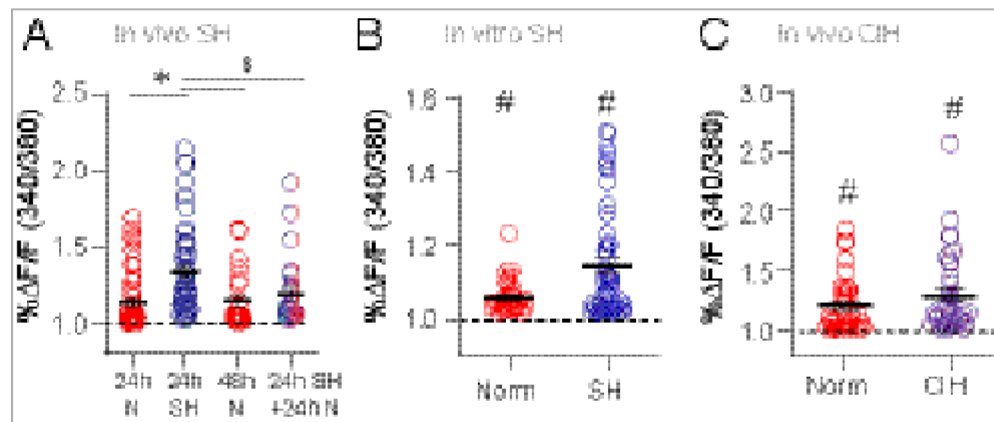 A In vivo SH
B In vitro SH
C In vivo CIH
* $
# #
# #
%ΔF/F (340/380)
2.5
2.0
1.5
1.0
24h 24h 48h 24h SH
N SH N +24h N
%ΔF/F (340/380)
1.6
1.4
1.2
1.0
Norm SH
%ΔF/F (340/380)
3.0
2.5
2.0
1.5
1.0
Norm CIH